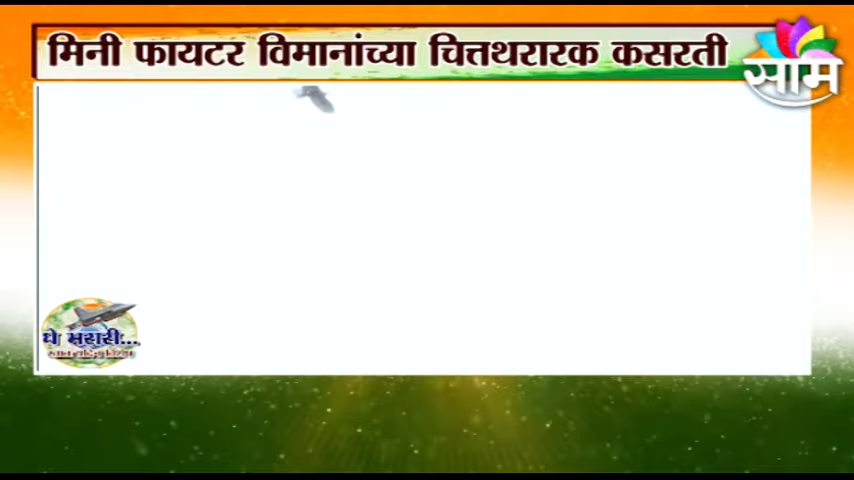 मिनी फायटर विमानांच्या चित्तथरारक कसरती
साम
घे भरारी...